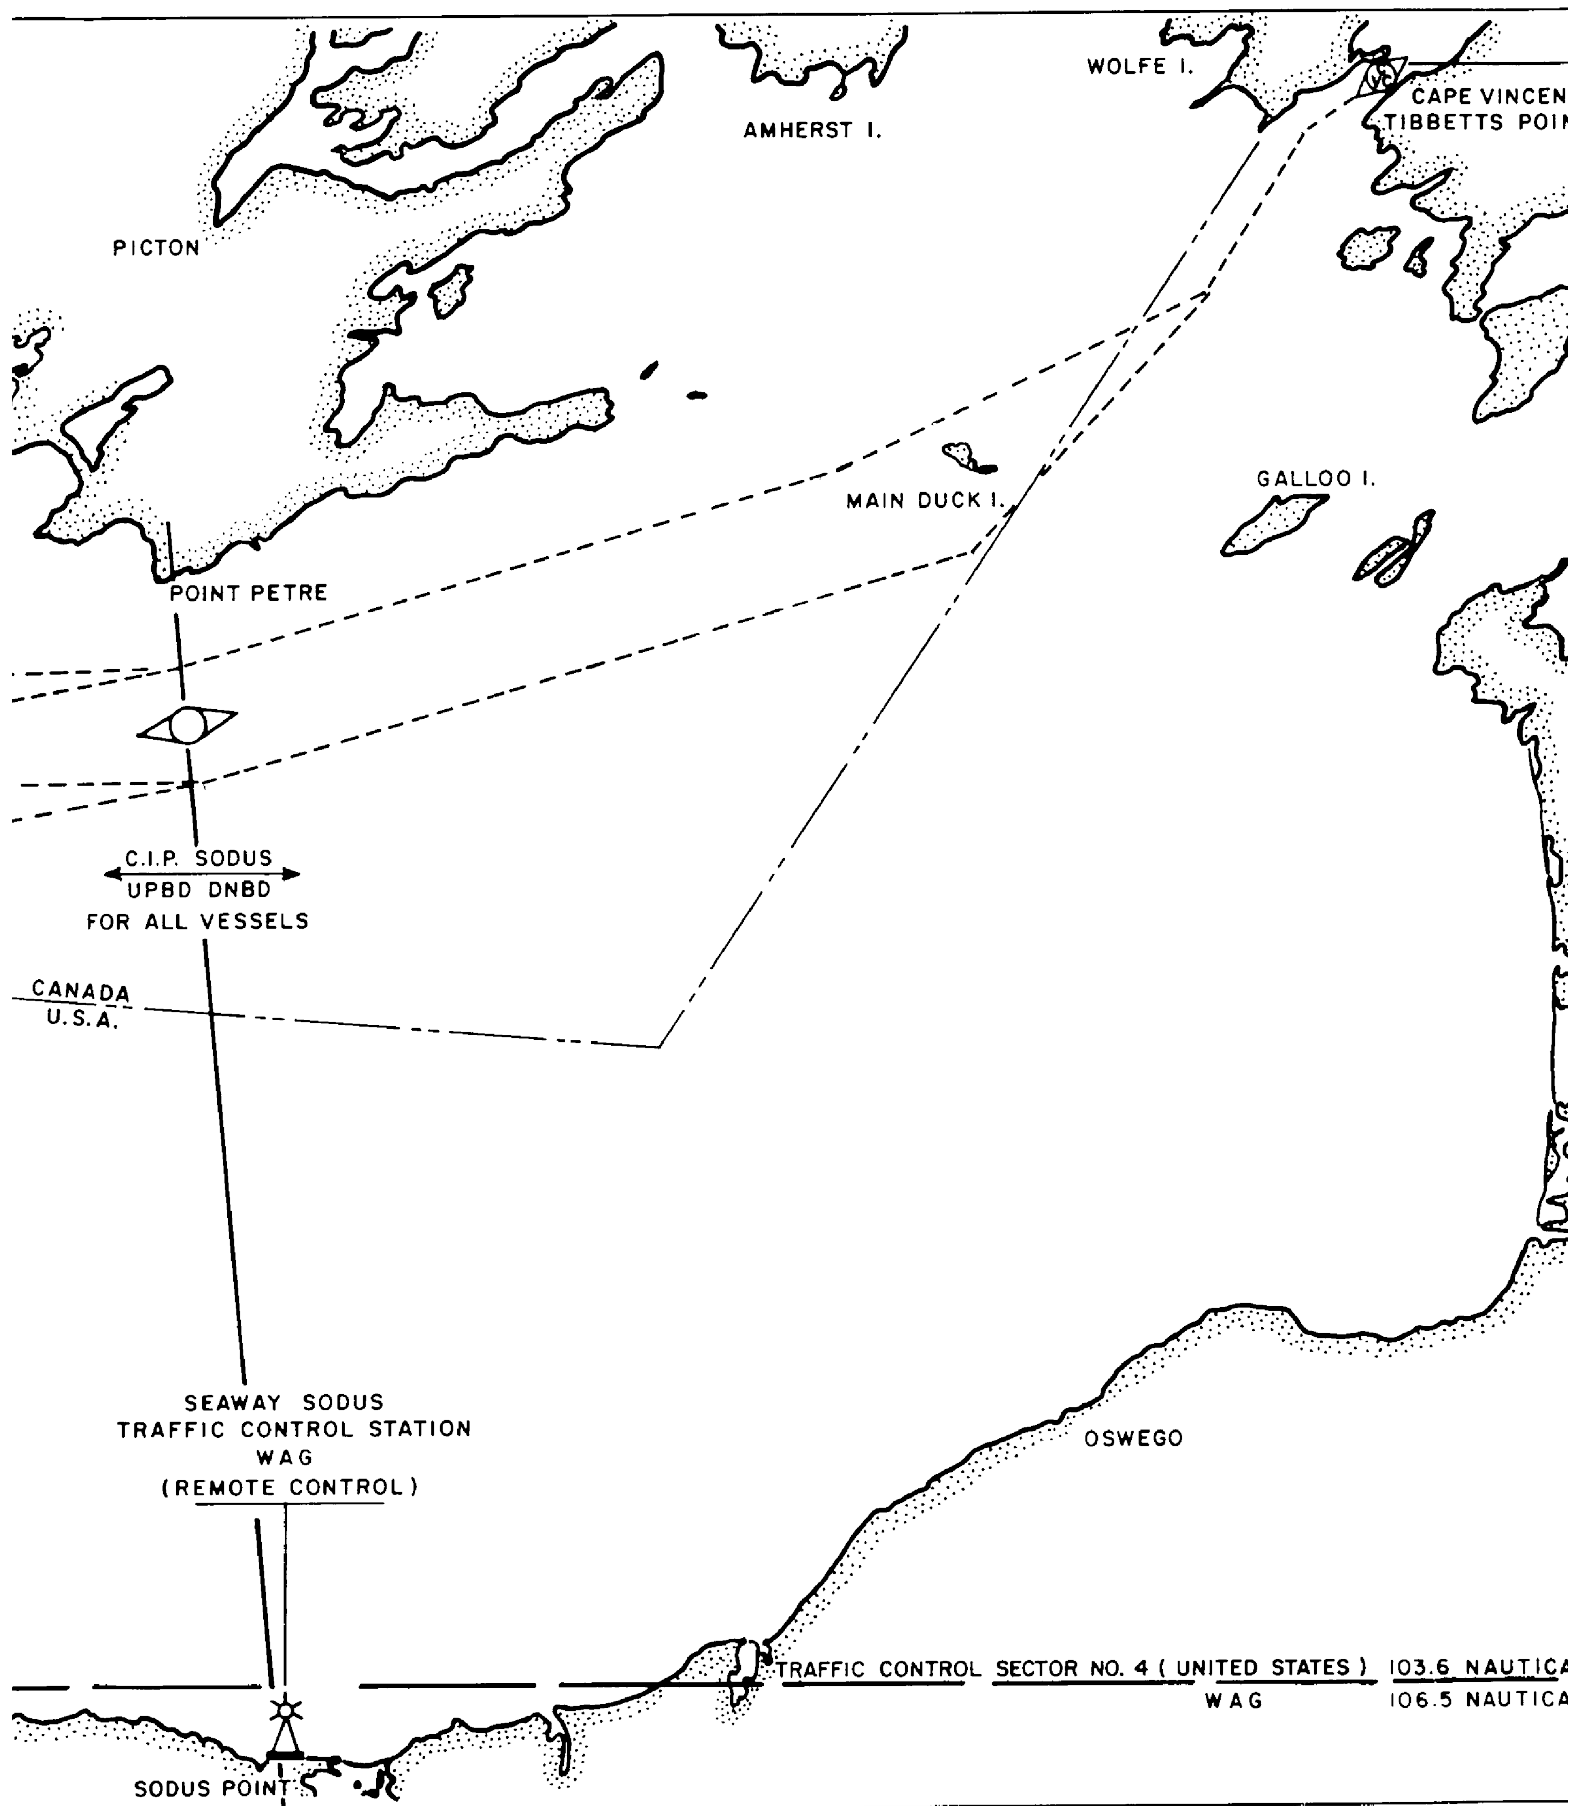 WOLFE I.
CAPE VINCEN
TIBBETTS POIN
AMHERST I.
PICTON
GALLOO I.
MAIN DUCK I.
POINT PETRE
C.I.P. SODUS
UPBD DNBD
FOR ALL VESSELS
CANADA
U.S.A.
SEAWAY SODUS
TRAFFIC CONTROL STATION
WAG
(REMOTE CONTROL)
OSWEGO
TRAFFIC CONTROL SECTOR NO. 4 (UNITED STATES) 103.6 NAUTICA
WAG 106.5 NAUTICA
SODUS POINT